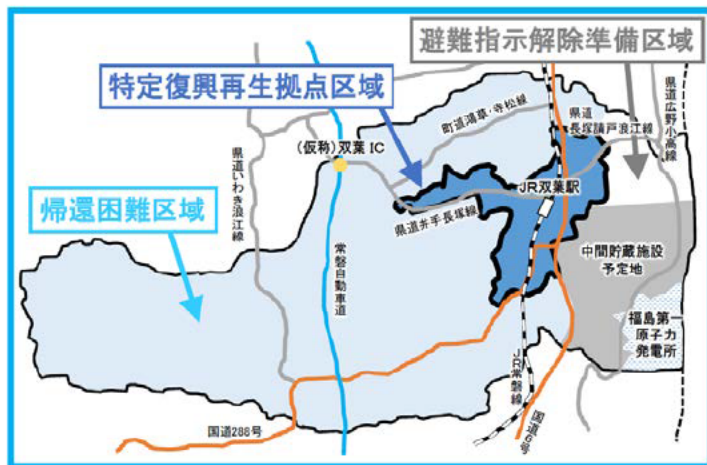 避難指示解除準備区域
特定復興再生拠点区域
県道広野小高線
町道鴻草・寺松線
県道
長塚請戸浪江線
(仮称)双葉 IC
県道いわき浪江線
JR双葉駅
帰還困難区域
県道井手長塚線
中間貯蔵施設
予定地
常磐自動車道
福島第一
原子力
発電所
JR常磐線
国道6号
国道288号